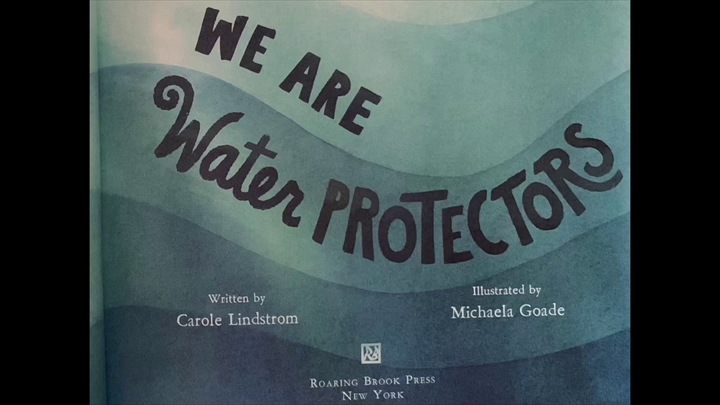 WE ARE
Water PROTECTORS
Written by
Carole Lindstrom
Illustrated by
Michaela Goade
ROARING BROOK PRESS
NEW YORK